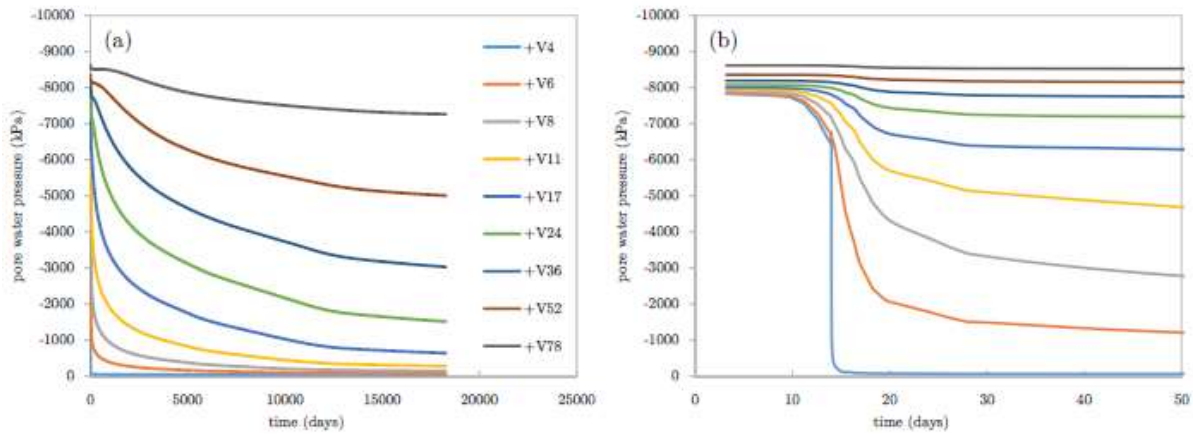 -10000
(a)
-9000
-8000
-7000
-6000
-5000
-4000
-3000
-2000
-1000
0
pore water pressure (kPa)
+V4
+V6
+V8
+V11
+V17
+V24
+V36
+V52
+V78
0 5000 10000 15000 20000 25000
time (days)
-10000
(b)
-9000
-8000
-7000
-6000
-5000
-4000
-3000
-2000
-1000
0
pore water pressure (kPa)
0 10 20 30 40 50
time (days)